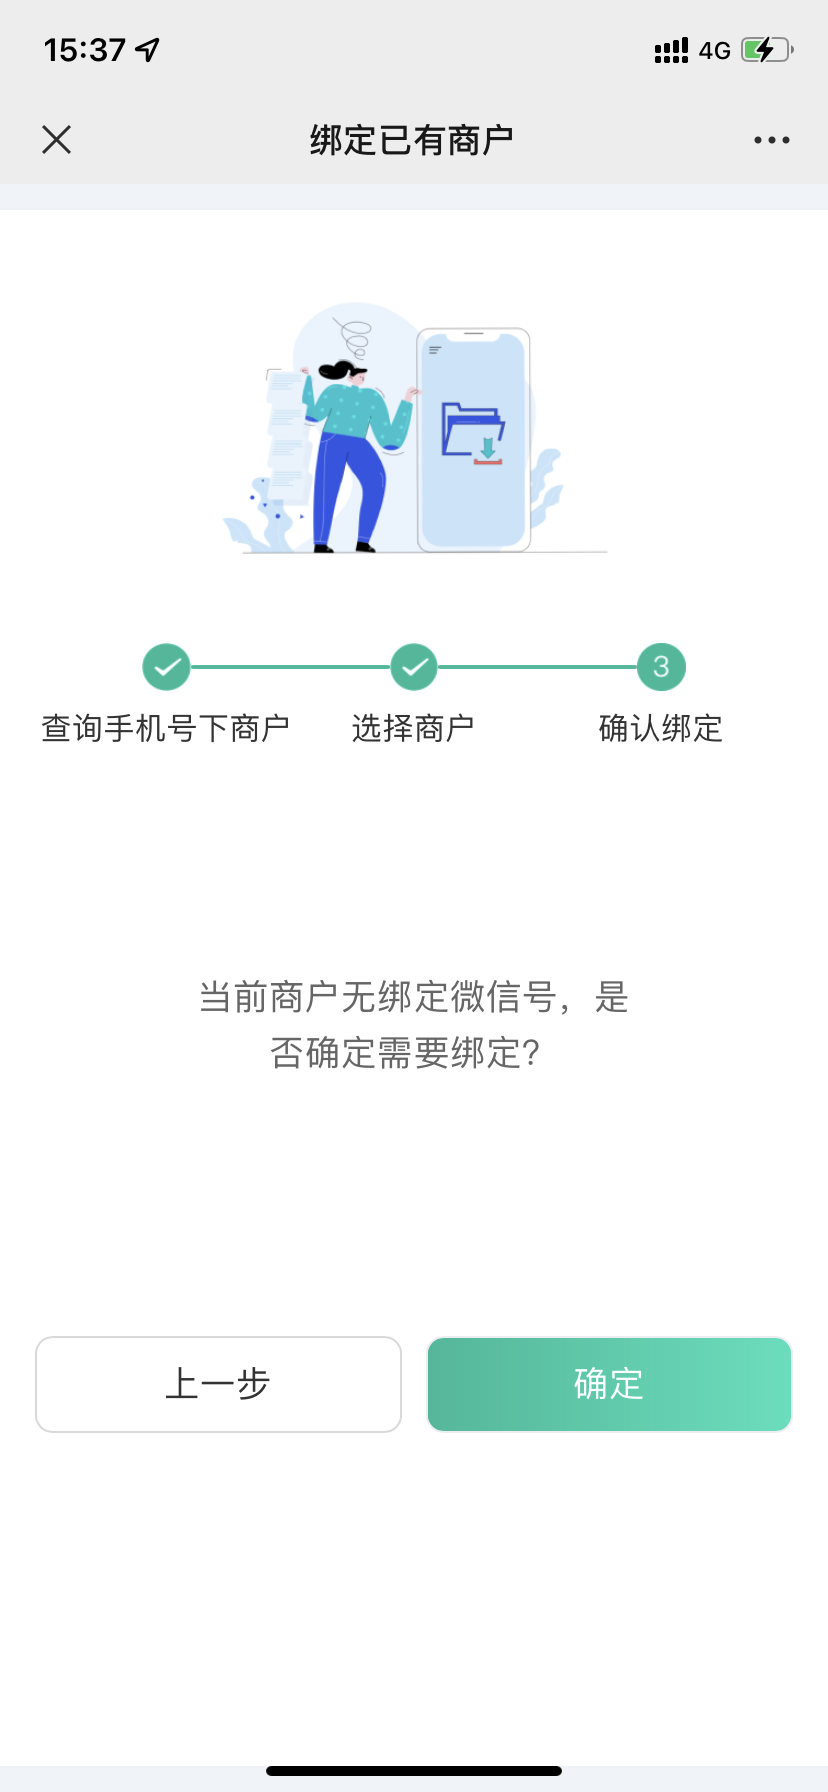 15:37
4G
绑定已有商户
3
查询手机号下商户
选择商户
确认绑定
当前商户无绑定微信号，是
否确定需要绑定?
上一步
确定